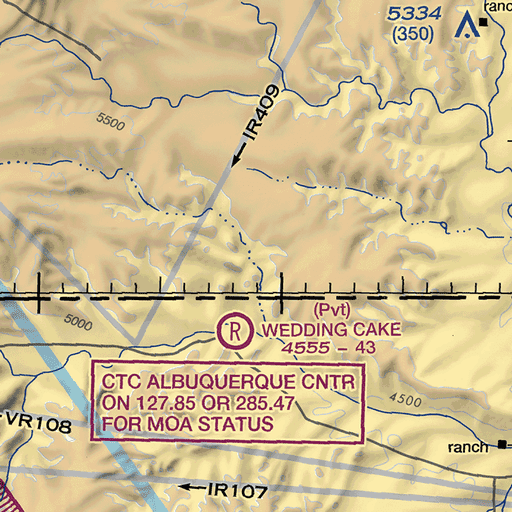 ranc
5334
(350)
IR409
5500
(Pvt)
R
WEDDING CAKE
4555 - 43
5000
CTC ALBUQUERQUE CNTR
ON 127.85 OR 285.47
FOR MOA STATUS
4500
VR108
ranch
IR107